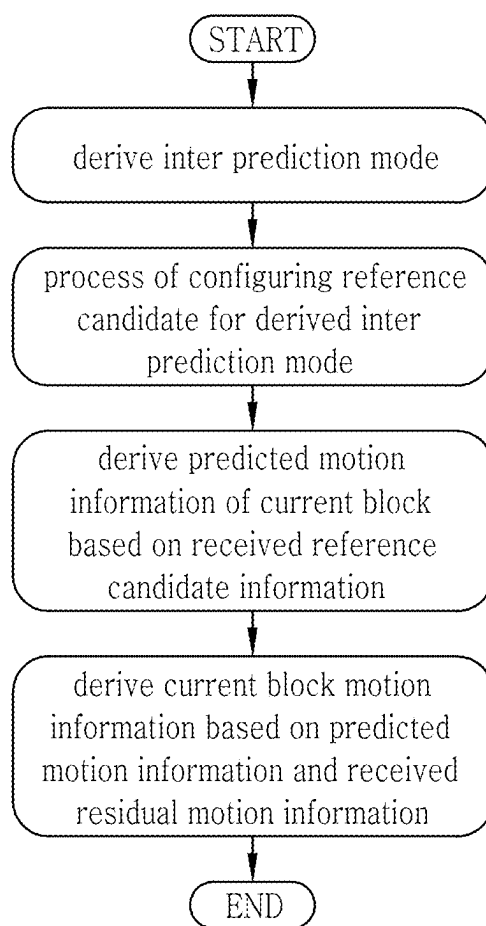 START
derive inter prediction mode
process of configuring reference
candidate for derived inter
prediction mode
derive predicted motion
information of current block
based on received reference
candidate information
derive current block motion
information based on predicted
motion information and received
residual motion information
END